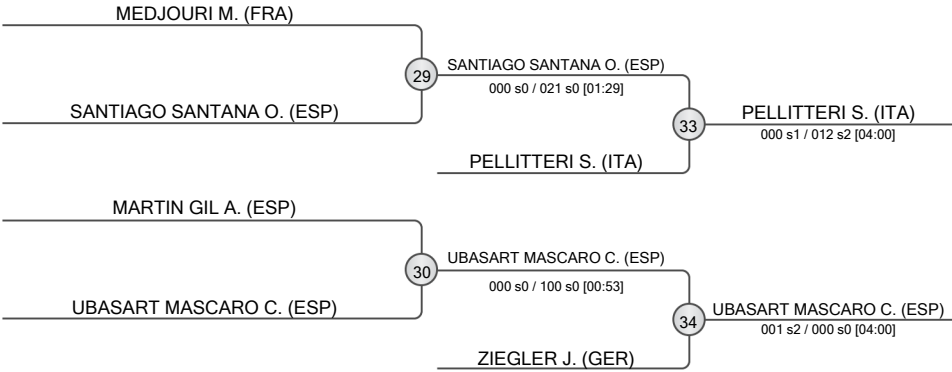 MEDJOURI M. (FRA)
29
SANTIAGO SANTANA O. (ESP)
000 s0 / 021 s0 [01:29]
SANTIAGO SANTANA O. (ESP)
33
PELLITTERI S. (ITA)
000 s1 / 012 s2 [04:00]
PELLITTERI S. (ITA)
MARTIN GIL A. (ESP)
30
UBASART MASCARO C. (ESP)
000 s0 / 100 s0 [00:53]
UBASART MASCARO C. (ESP)
34
UBASART MASCARO C. (ESP)
001 s2 / 000 s0 [04:00]
ZIEGLER J. (GER)